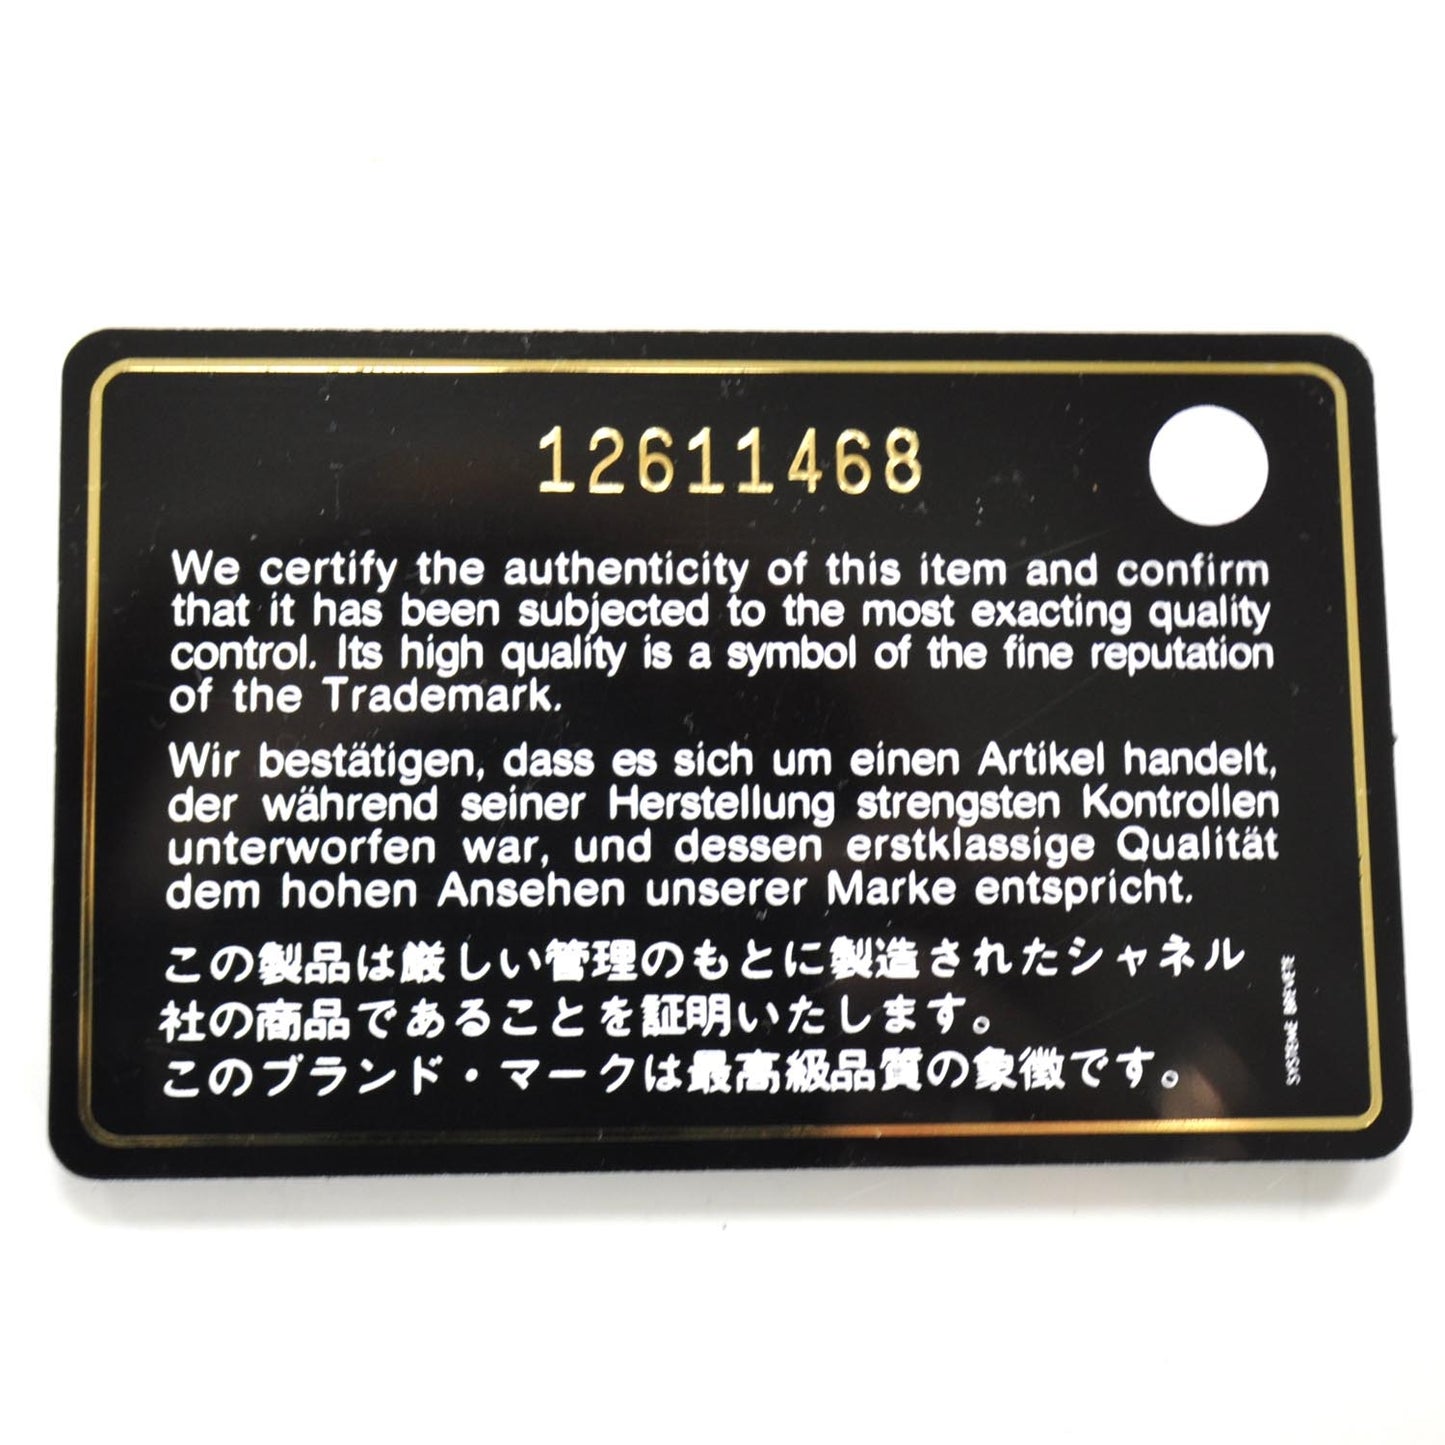 12611468
We certify the authenticity of this item and confirm
that it has been subjected to the most exacting quality
control. Its high quality is a symbol of the fine reputation
of the Trademark.
Wir bestätigen, dass es sich um einen Artikel handelt,
der während seiner Herstellung strengsten Kontrollen
unterworfen war, und dessen erstklassige Qualität
dem hohen Ansehen unserer Marke entspricht.
この製品は厳しい管理のもとに製造されたシャネル
社の商品であることを証明いたします。
このブランド・マークは最高級品質の象徴です。
SYSTEME BREVETE